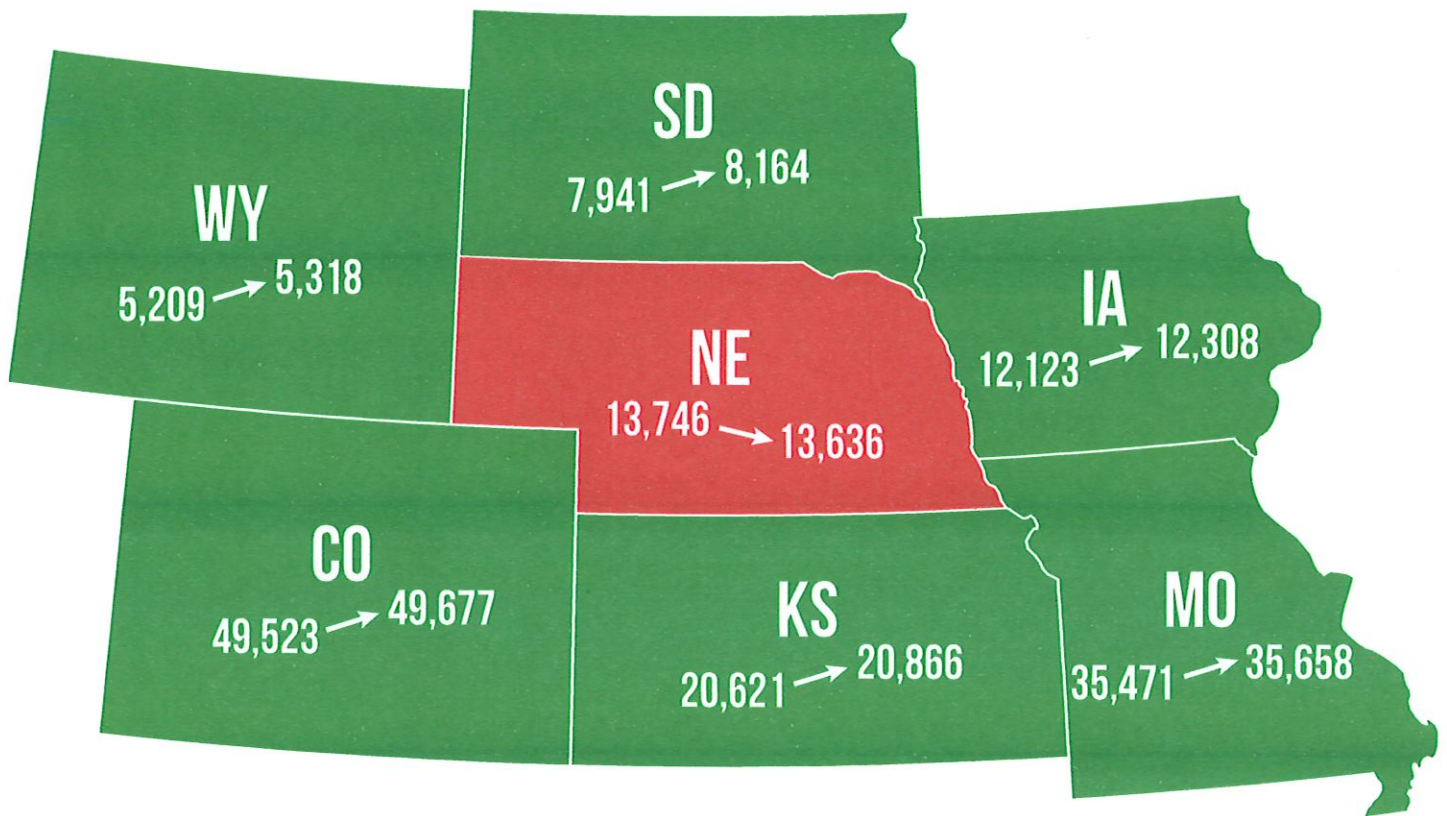 SD
7,941 → 8,164
WY
5,209 → 5,318
IA
12,123 → 12,308
NE
13,746 → 13,636
CO
49,523 → 49,677
KS
20,621 → 20,866
MO
35,471 → 35,658